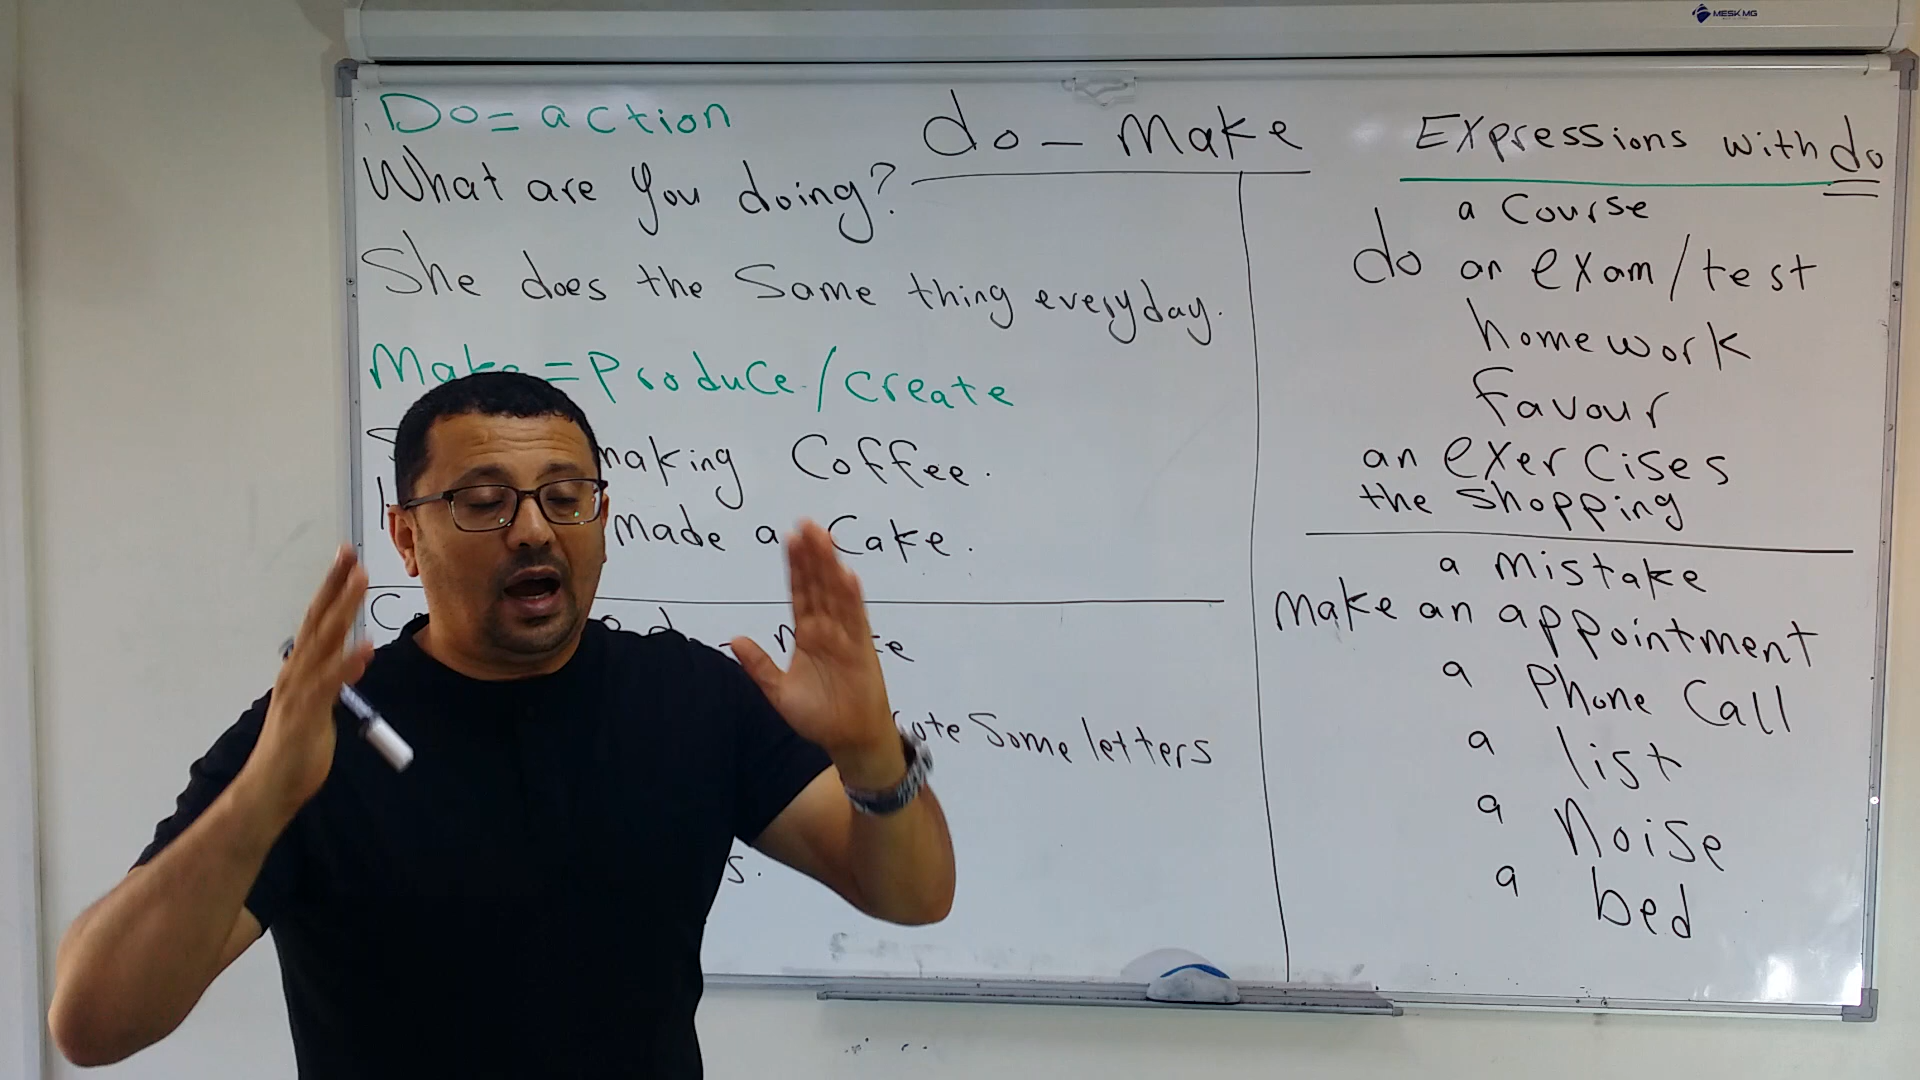 MESK MG
do - Make
Do = action
What are you doing?
She does the Same thing everyday.
Make = Produce / create
making Coffee.
made a Cake.
do - Make
Some letters
s.
Expressions with do
a Course
do an exam / test
homework
favour
an exercises
the shopping
a mistake
Make an appointment
a Phone Call
a list
a Noise
a bed